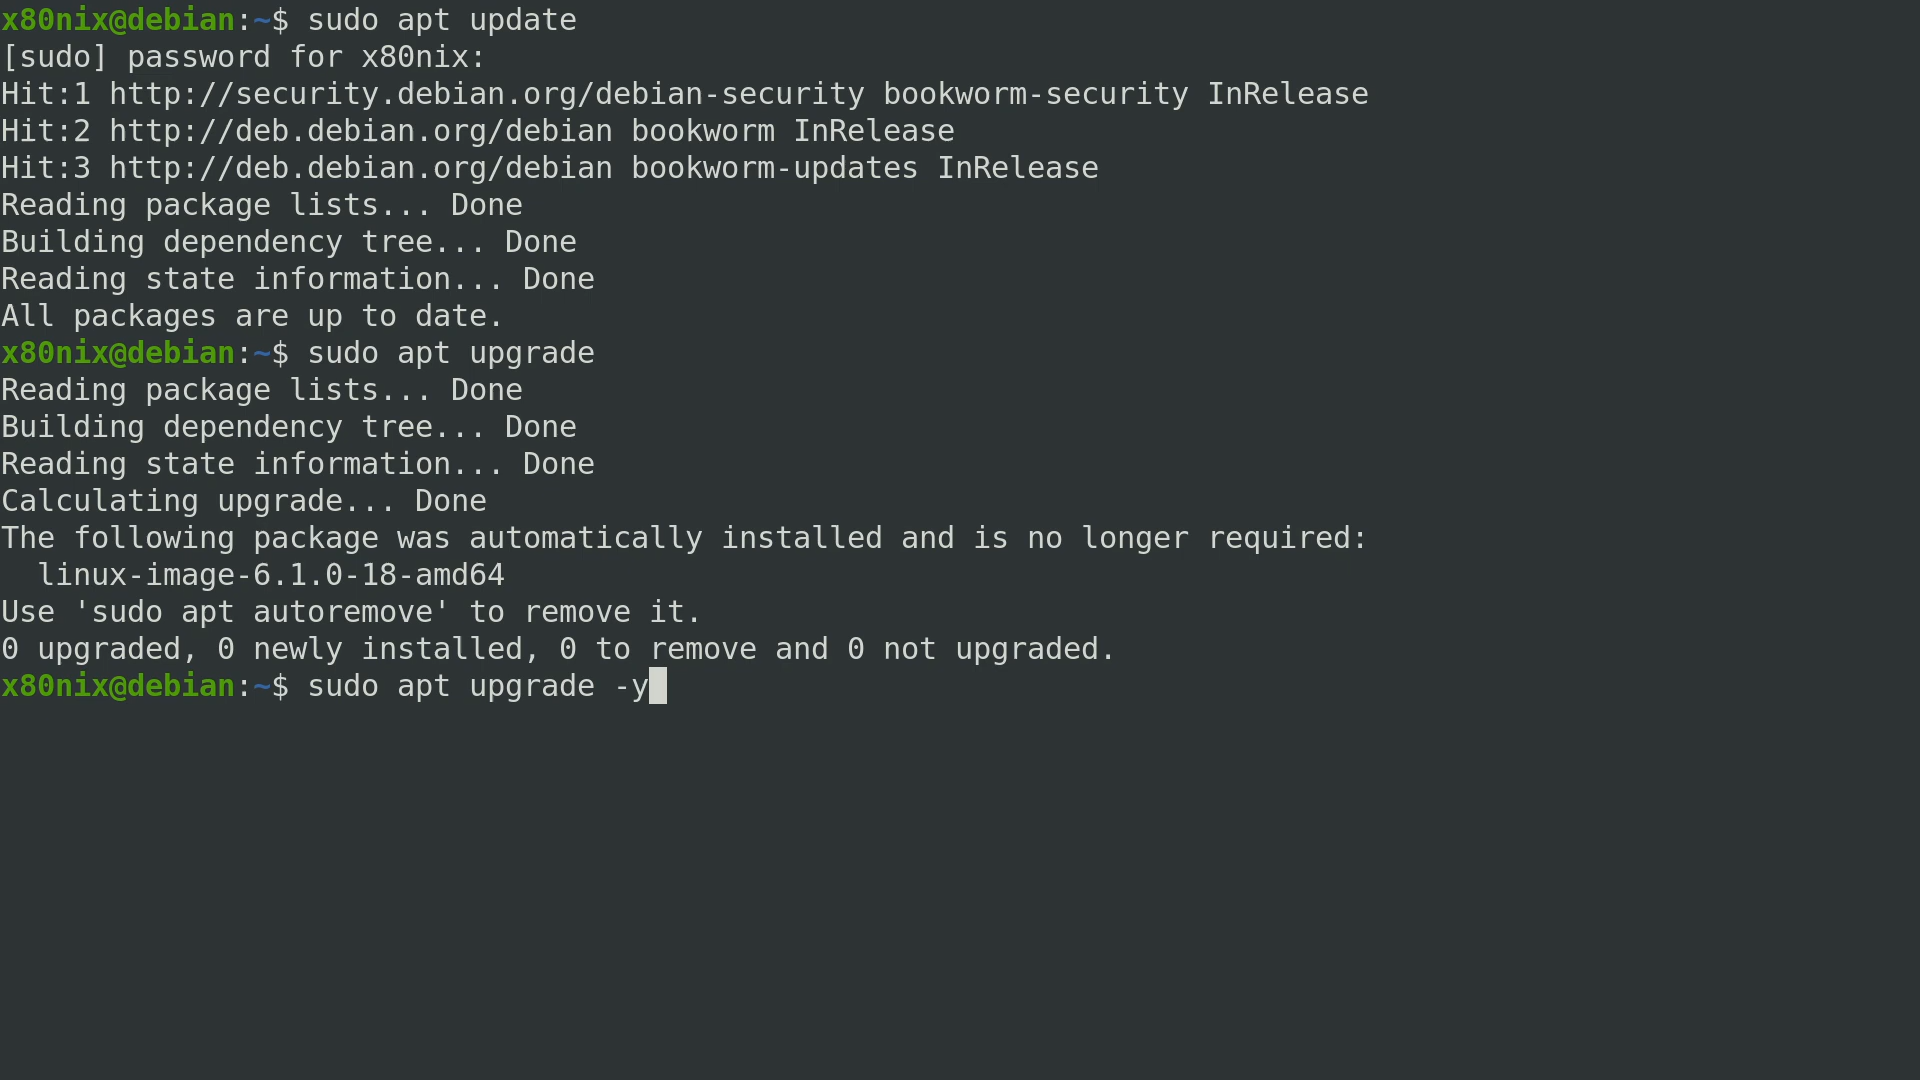 x80nix@debian:~$ sudo apt update
[sudo] password for x80nix:
Hit:1 http://security.debian.org/debian-security bookworm-security InRelease
Hit:2 http://deb.debian.org/debian bookworm InRelease
Hit:3 http://deb.debian.org/debian bookworm-updates InRelease
Reading package lists... Done
Building dependency tree... Done
Reading state information... Done
All packages are up to date.
x80nix@debian:~$ sudo apt upgrade
Reading package lists... Done
Building dependency tree... Done
Reading state information... Done
Calculating upgrade... Done
The following package was automatically installed and is no longer required:
  linux-image-6.1.0-18-amd64
Use 'sudo apt autoremove' to remove it.
0 upgraded, 0 newly installed, 0 to remove and 0 not upgraded.
x80nix@debian:~$ sudo apt upgrade -y